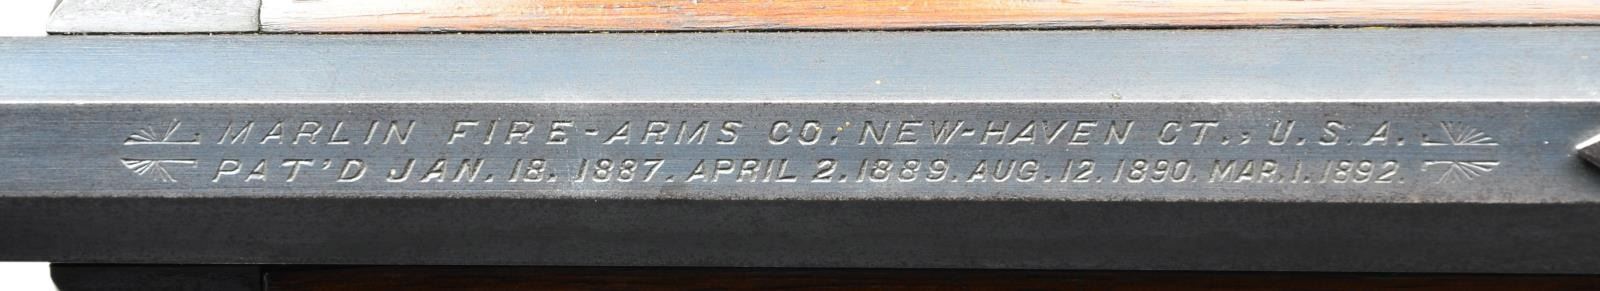 MARLIN FIRE-ARMS CO. NEW-HAVEN CT., U.S.A.
PAT'D JAN. 18. 1887. APRIL 2. 1889. AUG. 12. 1890. MAR. 1. 1892.